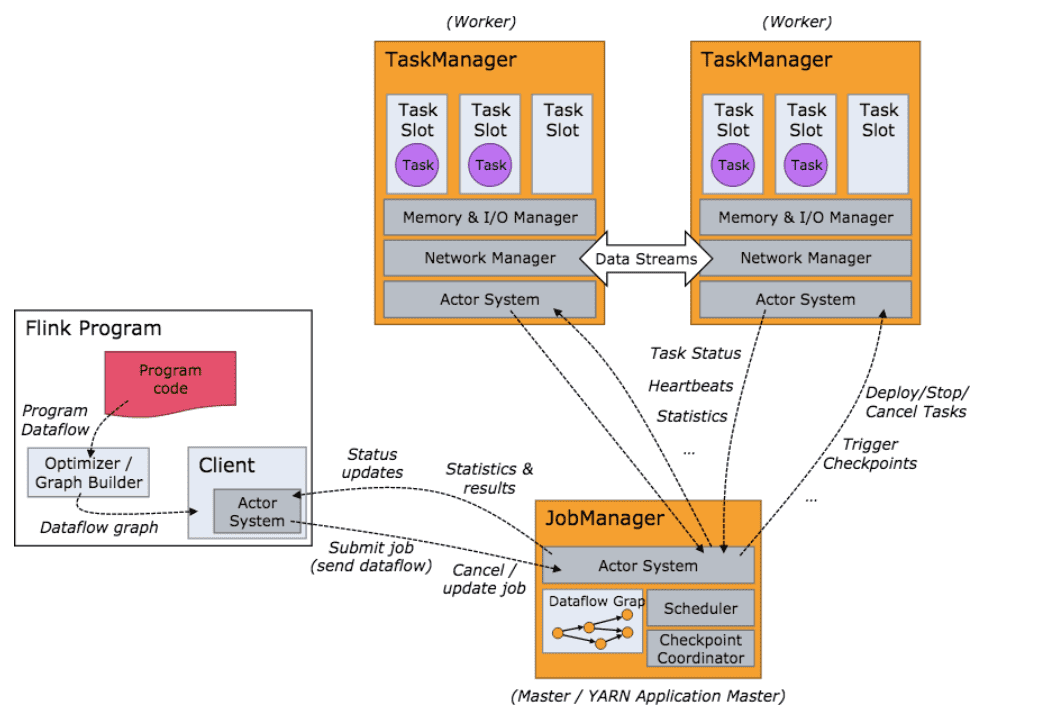 (Worker)
(Worker)
TaskManager
Task
Slot
Task
Slot
Task
Slot
Task
Task
Memory & I/O Manager
Network Manager
Actor System
TaskManager
Task
Slot
Task
Slot
Task
Slot
Task
Task
Memory & I/O Manager
Network Manager
Actor System
Data Streams
Flink Program
Program
code
Program
Dataflow
Optimizer /
Graph Builder
Dataflow graph
Client
Actor
System
Status
updates
Statistics &
results
Submit job
(send dataflow)
Cancel /
update job
Task Status
Heartbeats
Statistics
...
Deploy/Stop/
Cancel Tasks
Trigger
Checkpoints
...
JobManager
Actor System
Dataflow Grap
Scheduler
Checkpoint
Coordinator
(Master / YARN Application Master)